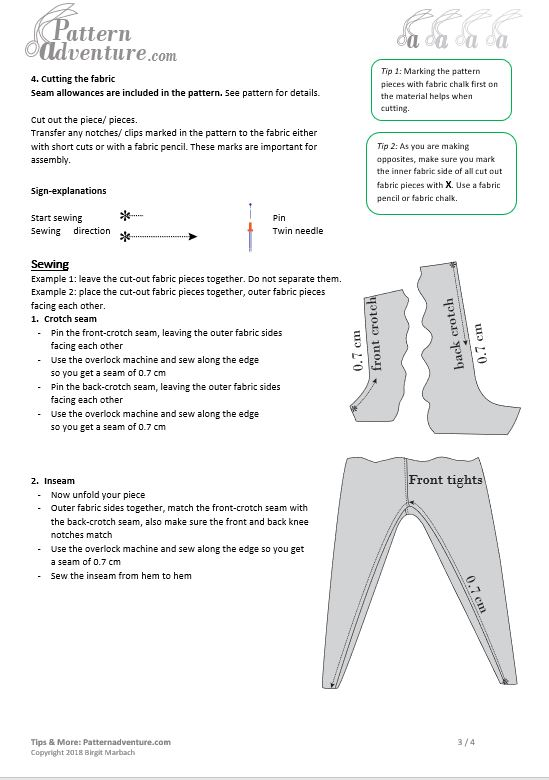 Pattern
adventure.com
a a a a
4. Cutting the fabric
Seam allowances are included in the pattern. See pattern for details.
Cut out the piece/ pieces.
Transfer any notches/ clips marked in the pattern to the fabric either
with short cuts or with a fabric pencil. These marks are important for
assembly.
Tip 1: Marking the pattern
pieces with fabric chalk first on
the material helps when
cutting.
Tip 2: As you are making
opposites, make sure you mark
the inner fabric side of all cut out
fabric pieces with X. Use a fabric
pencil or fabric chalk.
Sign-explanations
Start sewing
Sewing direction
Pin
Twin needle
Sewing
Example 1: leave the cut-out fabric pieces together. Do not separate them.
Example 2: place the cut-out fabric pieces together, outer fabric pieces
facing each other.
1. Crotch seam
- Pin the front-crotch seam, leaving the outer fabric sides
facing each other
- Use the overlock machine and sew along the edge
so you get a seam of 0.7 cm
- Pin the back-crotch seam, leaving the outer fabric sides
facing each other
- Use the overlock machine and sew along the edge
so you get a seam of 0.7 cm
0.7 cm
front crotch
back crotch
0.7 cm
2. Inseam
- Now unfold your piece
- Outer fabric sides together, match the front-crotch seam with
the back-crotch seam, also make sure the front and back knee
notches match
- Use the overlock machine and sew along the edge so you get
a seam of 0.7 cm
- Sew the inseam from hem to hem
Front tights
0.7 cm
Tips & More: Patternadventure.com
Copyright 2018 Birgit Marbach
3 / 4